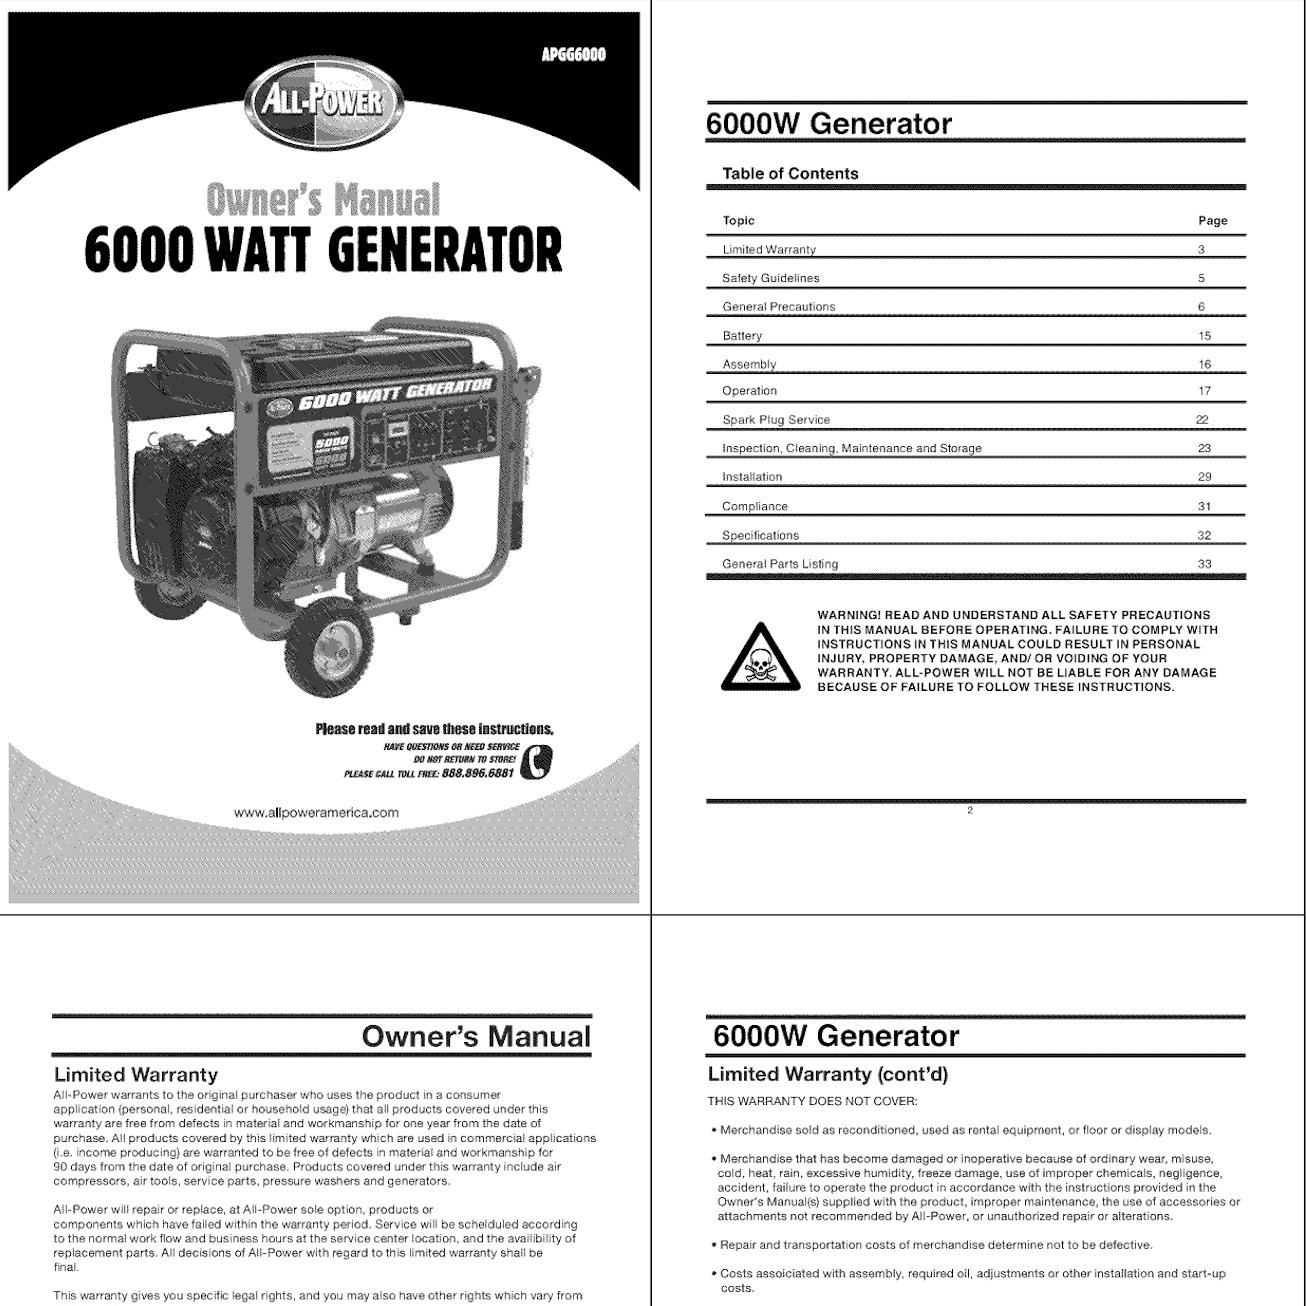 APGG6000
ALL-POWER
Owner's Manual
6000 WATT GENERATOR
6000 WATT GENERATOR
Please read and save these instructions.
HAVE QUESTIONS OR NEED SERVICE
DO NOT RETURN TO STORE!
PLEASE CALL TOLL FREE: 888.896.6881
www.allpoweramerica.com
6000W Generator
Table of Contents
Topic Page
Limited Warranty 3
Safety Guidelines 5
General Precautions 6
Battery 15
Assembly 16
Operation 17
Spark Plug Service 22
Inspection, Cleaning, Maintenance and Storage 23
Installation 29
Compliance 31
Specifications 32
General Parts Listing 33
WARNING! READ AND UNDERSTAND ALL SAFETY PRECAUTIONS
IN THIS MANUAL BEFORE OPERATING. FAILURE TO COMPLY WITH
INSTRUCTIONS IN THIS MANUAL COULD RESULT IN PERSONAL
INJURY, PROPERTY DAMAGE, AND/ OR VOIDING OF YOUR
WARRANTY. ALL-POWER WILL NOT BE LIABLE FOR ANY DAMAGE
BECAUSE OF FAILURE TO FOLLOW THESE INSTRUCTIONS.
2
Owner's Manual
Limited Warranty
All-Power warrants to the original purchaser who uses the product in a consumer
application (personal, residential or household usage) that all products covered under this
warranty are free from defects in material and workmanship for one year from the date of
purchase. All products covered by this limited warranty which are used in commercial applications
(i.e. income producing) are warranted to be free of defects in material and workmanship for
90 days from the date of original purchase. Products covered under this warranty include air
compressors, air tools, service parts, pressure washers and generators.
All-Power will repair or replace, at All-Power sole option, products or
components which have failed within the warranty period. Service will be schelduled according
to the normal work flow and business hours at the service center location, and the availibility of
replacement parts. All decisions of All-Power with regard to this limited warranty shall be
final.
This warranty gives you specific legal rights, and you may also have other rights which vary from
6000W Generator
Limited Warranty (cont'd)
THIS WARRANTY DOES NOT COVER:
• Merchandise sold as reconditioned, used as rental equipment, or floor or display models.
• Merchandise that has become damaged or inoperative because of ordinary wear, misuse,
cold, heat, rain, excessive humidity, freeze damage, use of improper chemicals, negligence,
accident, failure to operate the product in accordance with the instructions provided in the
Owner's Manual(s) supplied with the product, improper maintenance, the use of accessories or
attachments not recommended by All-Power, or unauthorized repair or alterations.
• Repair and transportation costs of merchandise determine not to be defective.
• Costs assoiciated with assembly, required oil, adjustments or other installation and start-up
costs.